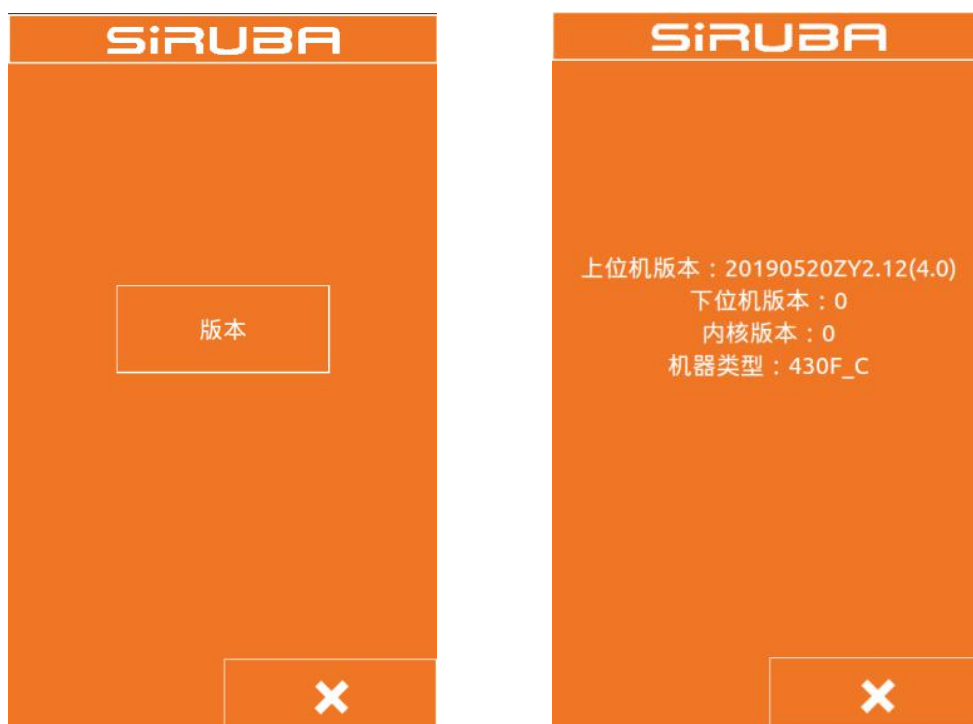 SiRUBA
版本
SiRUBA
上位机版本：20190520ZY2.12(4.0)
下位机版本：0
内核版本：0
机器类型：430F_C